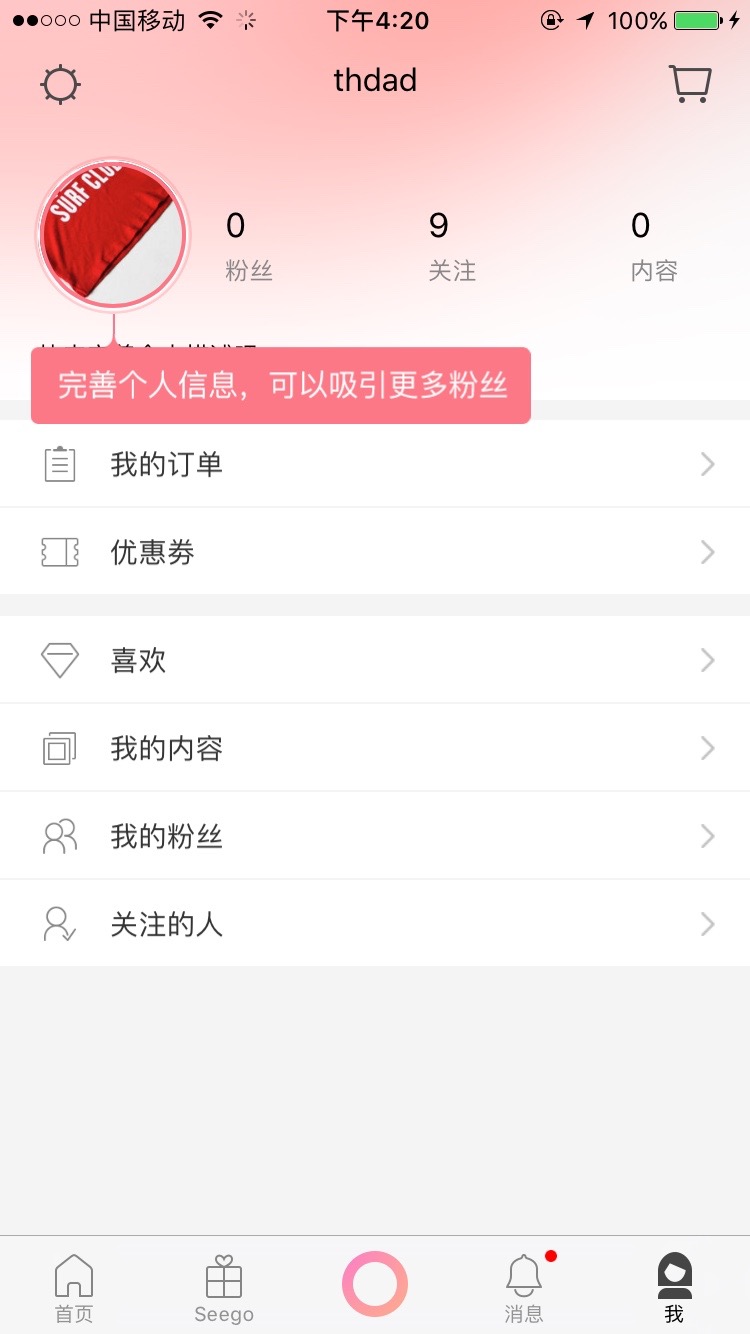 中国移动
下午4:20
100%
thdad
SURF CLUB
0
9
0
粉丝
关注
内容
完善个人信息，可以吸引更多粉丝
我的订单
优惠劵
喜欢
我的内容
我的粉丝
关注的人
首页
Seego
消息
我